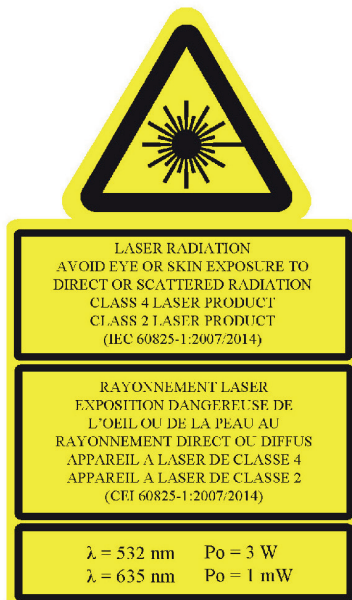 LASER RADIATION
AVOID EYE OR SKIN EXPOSURE TO
DIRECT OR SCATTERED RADIATION
CLASS 4 LASER PRODUCT
CLASS 2 LASER PRODUCT
(IEC 60825-1:2007/2014)
RAYONNEMENT LASER
EXPOSITION DANGEREUSE DE
L'OEIL OU DE LA PEAU AU
RAYONNEMENT DIRECT OU DIFFUS
APPAREIL A LASER DE CLASSE 4
APPAREIL A LASER DE CLASSE 2
(CEI 60825-1:2007/2014)
λ = 532 nm Po = 3 W
λ = 635 nm Po = 1 mW